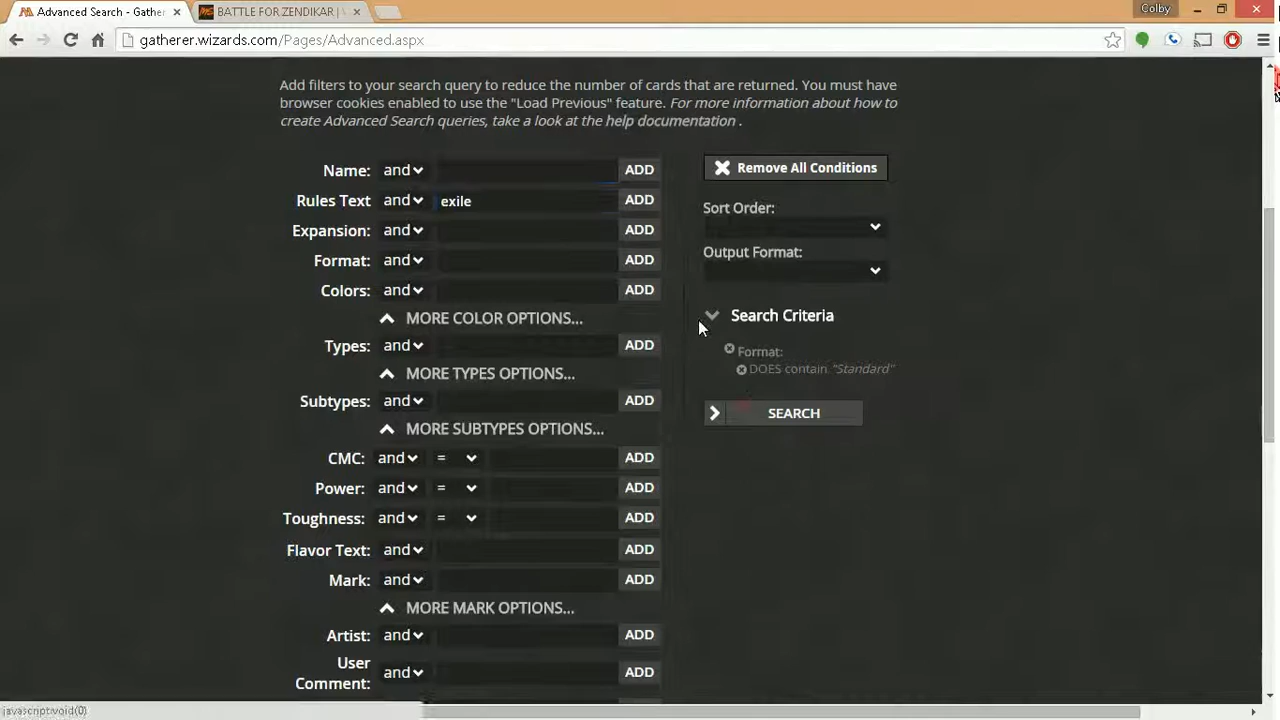 Advanced Search - Gather
BATTLE FOR ZENDIKAR |
Colby
gatherer.wizards.com/Pages/Advanced.aspx
Add filters to your search query to reduce the number of cards that are returned. You must have
browser cookies enabled to use the "Load Previous" feature. For more information about how to
create Advanced Search queries, take a look at the help documentation .
Name: and ADD
Rules Text and exile ADD
Expansion: and ADD
Format: and ADD
Colors: and ADD
MORE COLOR OPTIONS...
Types: and ADD
MORE TYPES OPTIONS...
Subtypes: and ADD
MORE SUBTYPES OPTIONS...
CMC: and = ADD
Power: and = ADD
Toughness: and = ADD
Flavor Text: and ADD
Mark: and ADD
MORE MARK OPTIONS...
Artist: and ADD
User
Comment: and ADD
Remove All Conditions
Sort Order:
Output Format:
Search Criteria
Format:
DOES contain "Standard"
SEARCH
javascript:void(0)